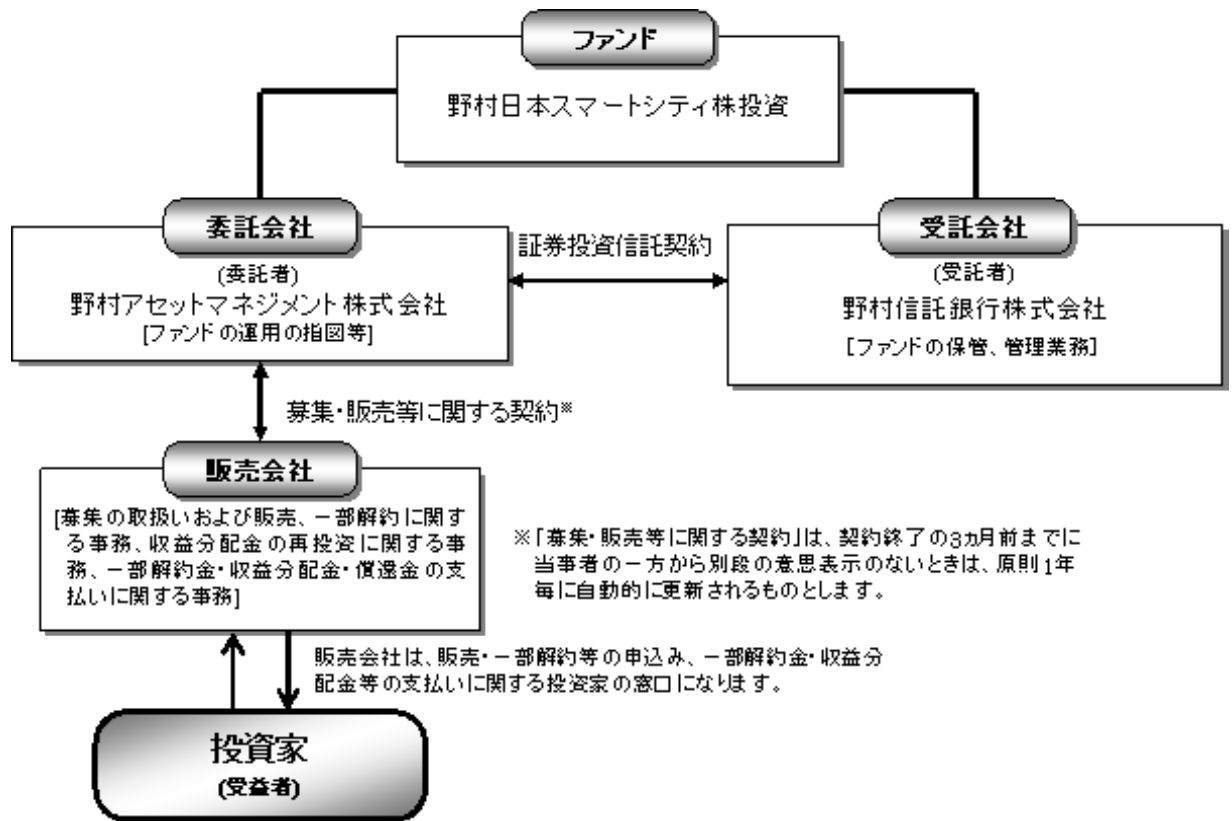 ファンド
野村日本スマートシティ株投資
委託会社
(委託者)
野村アセットマネジメント株式会社
[ファンドの運用の指図等]
証券投資信託契約
受託会社
(受託者)
野村信託銀行株式会社
[ファンドの保管、管理業務]
募集・販売等に関する契約※
販売会社
[募集の取扱いおよび販売、一部解約に関す
る事務、収益分配金の再投資に関する事
務、一部解約金・収益分配金・償還金の支
払いに関する事務]
※「募集・販売等に関する契約」は、契約終了の3ヵ月前までに
当事者の一方から別段の意思表示のないときは、原則1年
毎に自動的に更新されるものとします。
販売会社は、販売・一部解約等の申込み、一部解約金・収益分
配金等の支払いに関する投資家の窓口になります。
投資家
(受益者)